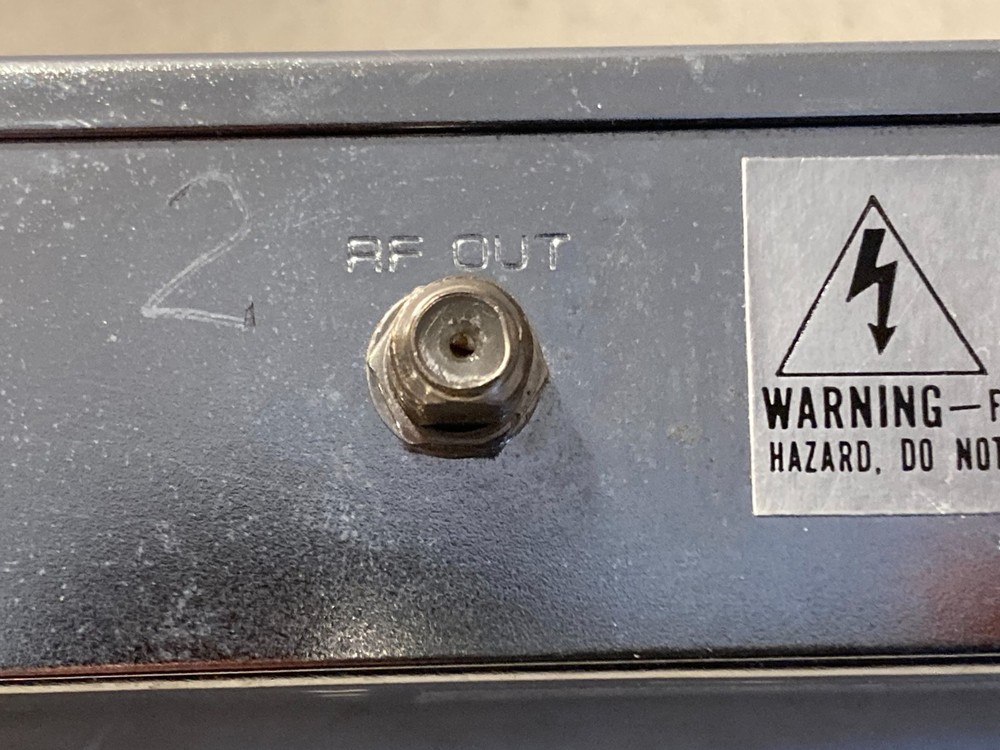 2
RF OUT
WARNING—
HAZARD, DO NOT